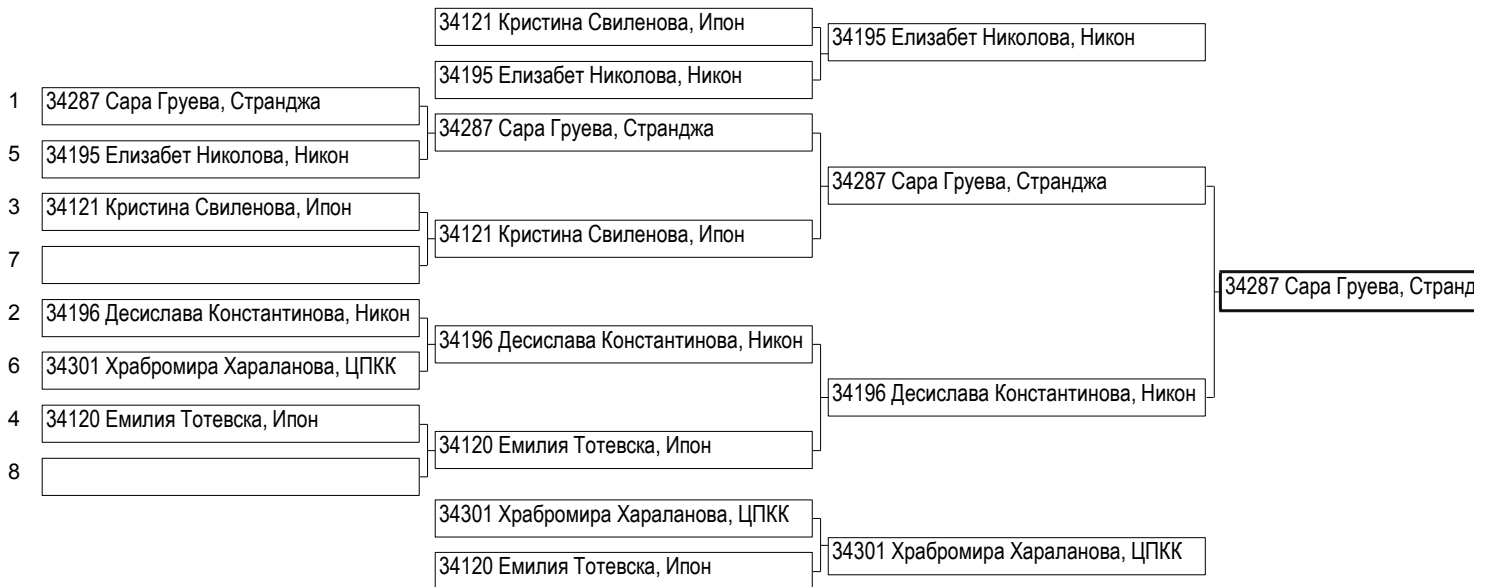 34121 Кристина Свиленова, Ипон
34195 Елизабет Николова, Никон
34195 Елизабет Николова, Никон
1 34287 Сара Груева, Странджа
34287 Сара Груева, Странджа
5 34195 Елизабет Николова, Никон
34287 Сара Груева, Странджа
3 34121 Кристина Свиленова, Ипон
34121 Кристина Свиленова, Ипон
7
34287 Сара Груева, Странд
2 34196 Десислава Константинова, Никон
34196 Десислава Константинова, Никон
6 34301 Храбромира Хараланова, ЦПКК
34196 Десислава Константинова, Никон
4 34120 Емилия Тотевска, Ипон
34120 Емилия Тотевска, Ипон
8
34301 Храбромира Хараланова, ЦПКК
34301 Храбромира Хараланова, ЦПКК
34120 Емилия Тотевска, Ипон